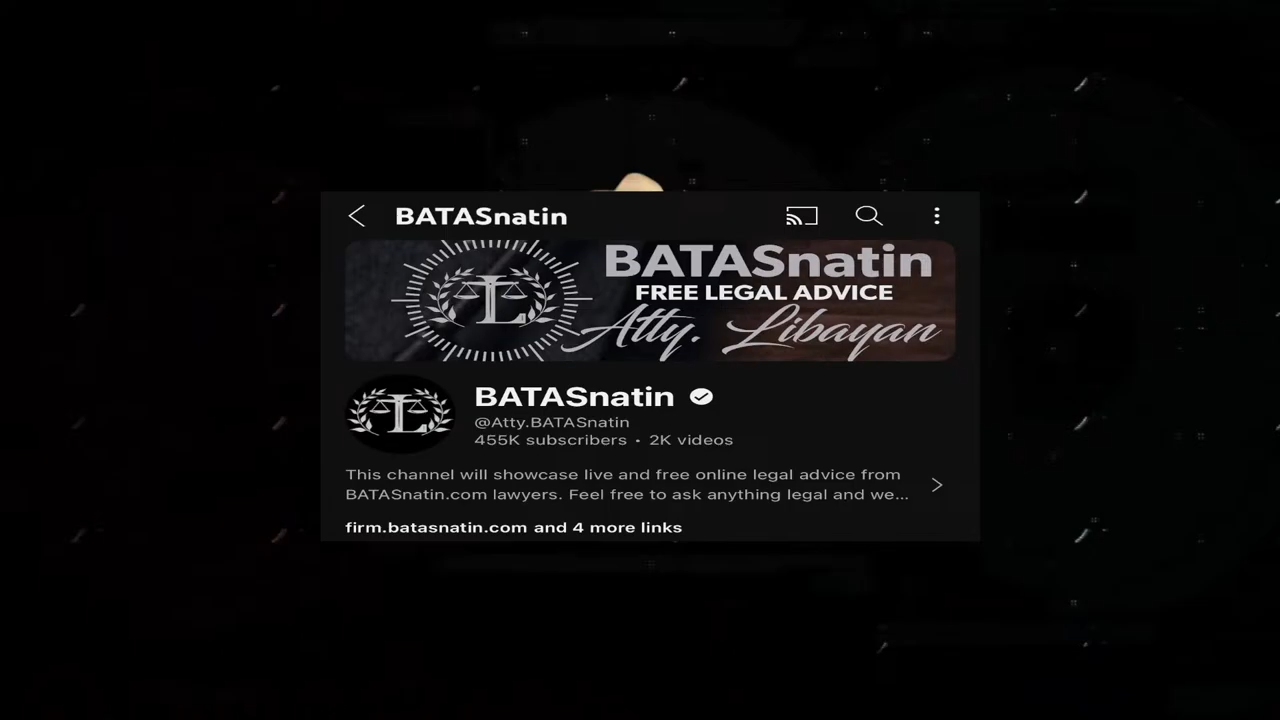 BATASnatin
BATASnatin
FREE LEGAL ADVICE
Atty. Libayan
L
BATASnatin
L
@Atty.BATASnatin
455K subscribers • 2K videos
This channel will showcase live and free online legal advice from
BATASnatin.com lawyers. Feel free to ask anything legal and we...
firm.batasnatin.com and 4 more links